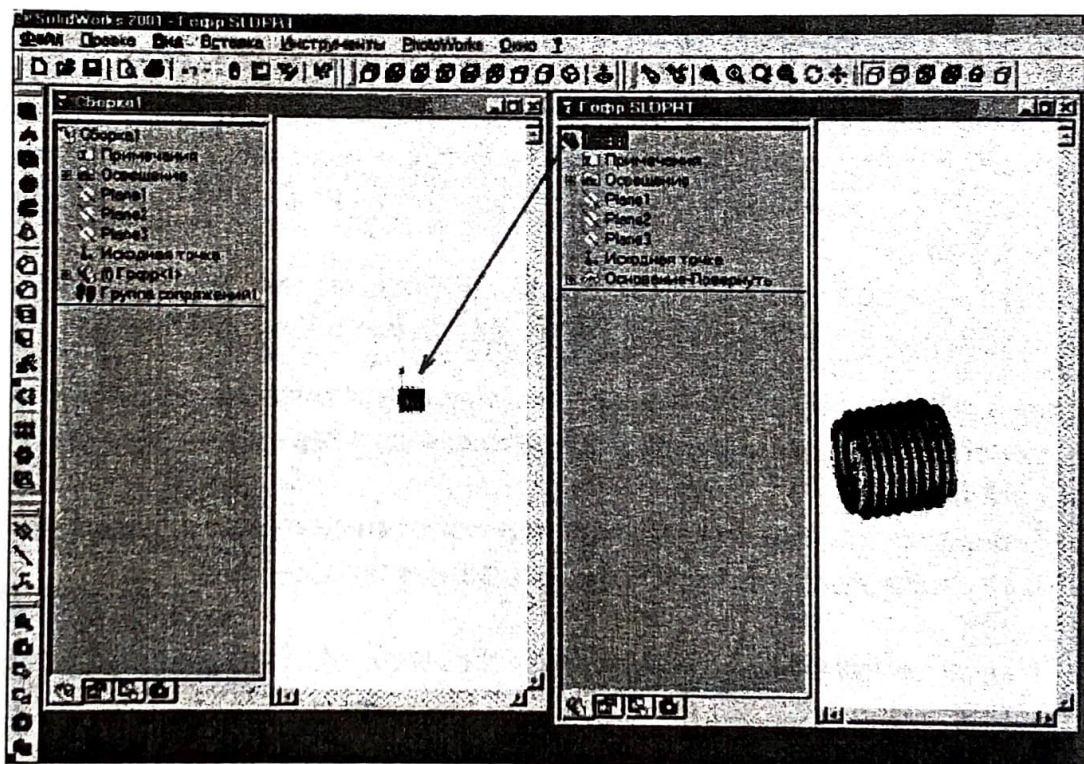 SolidWorks 2001 - Гофр.SLDPRT
Файл Правка Вид Вставка Инструменты PhotoWorks Окно ?
Сборка1
Сборка1
Примечания
Освещение
Plane1
Plane2
Plane3
Исходная точка
(f) Гофр<1>
Группа сопряжений1
Гофр.SLDPRT
Примечания
Освещение
Plane1
Plane2
Plane3
Исходная точка
Основание-Повернуть